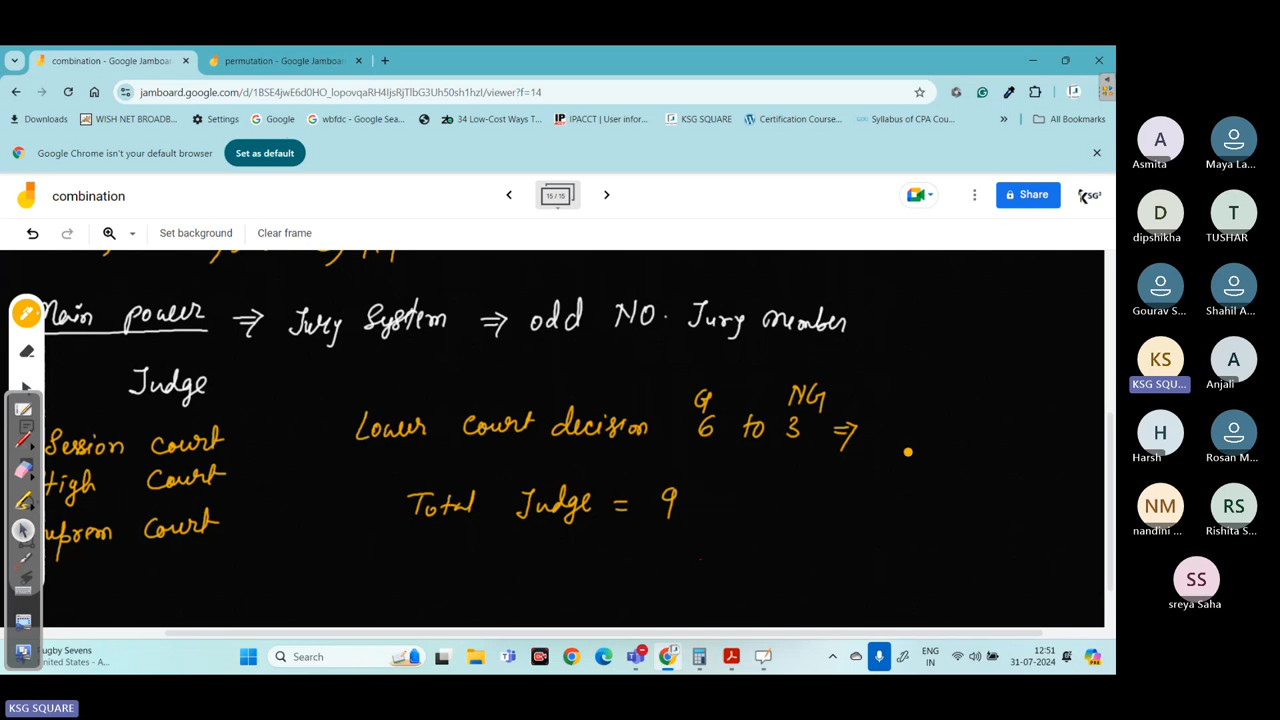 combination - Google Jamboard
permutation - Google Jamboard
jamboard.google.com/d/1BSE4jwE6d0HO_lopovqaRH4IjsRjTlbG3Uh50sh1hzI/viewer?f=14
Downloads WISH NET BROADB... Settings Google wbfdc - Google Sea... 34 Low-Cost Ways T... IPACCT | User infor... KSG SQUARE Certification Course... Syllabus of CPA Cou... » All Bookmarks
Google Chrome isn't your default browser Set as default
combination 15 / 15 Share
Set background Clear frame
Main power ⇒ Jury System ⇒ odd NO. Jury member
Judge
G NG
Lower court decision 6 to 3 ⇒
Session court
High Court
Total Judge = 9
uprem Court
Rugby Sevens
United States - A...
Search
ENG
IN
12:51
31-07-2024
KSG SQUARE
A
Asmita
Maya La...
D
dipshikha
T
TUSHAR
Gourav S...
Shahil A...
KS
KSG SQU...
A
Anjali
H
Harsh
Rosan M...
NM
nandini ...
RS
Rishita S...
SS
sreya Saha